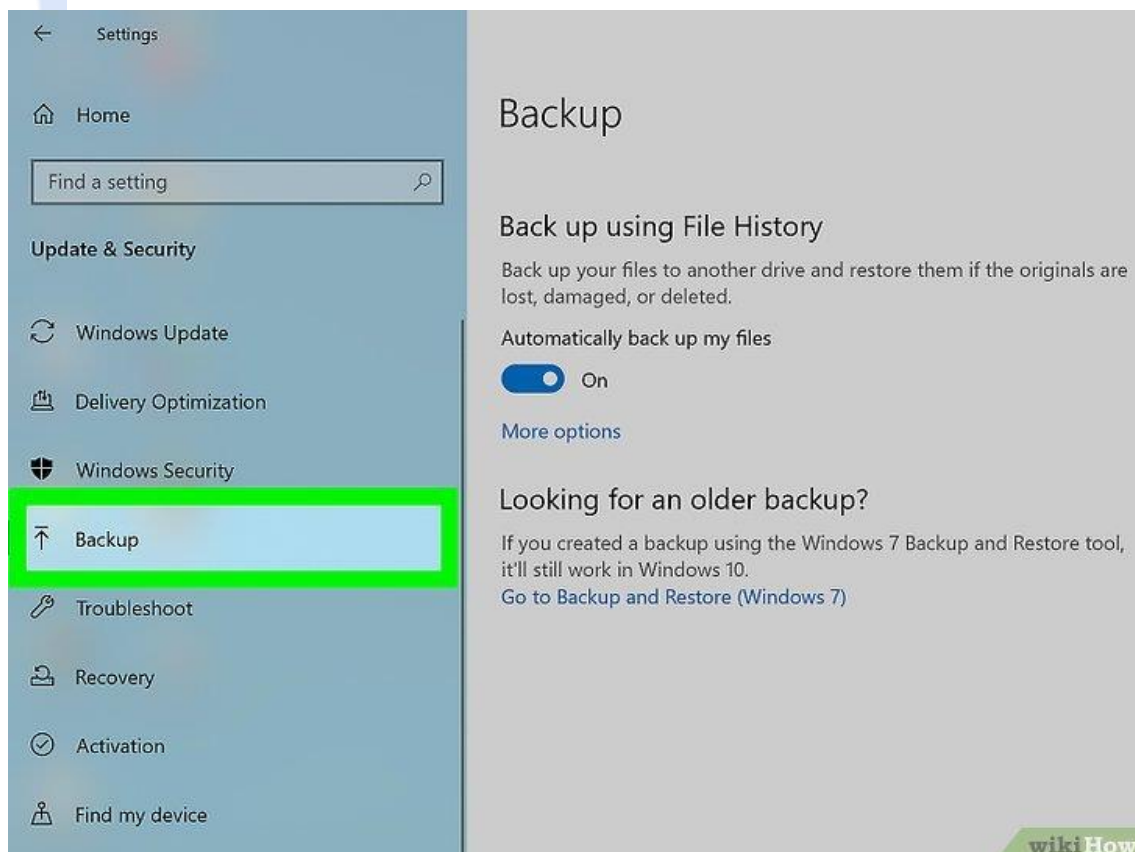 Settings
Home
Find a setting
Update & Security
Windows Update
Delivery Optimization
Windows Security
Backup
Troubleshoot
Recovery
Activation
Find my device
Backup
Back up using File History
Back up your files to another drive and restore them if the originals are
lost, damaged, or deleted.
Automatically back up my files
On
More options
Looking for an older backup?
If you created a backup using the Windows 7 Backup and Restore tool,
it'll still work in Windows 10.
Go to Backup and Restore (Windows 7)
wikiHow